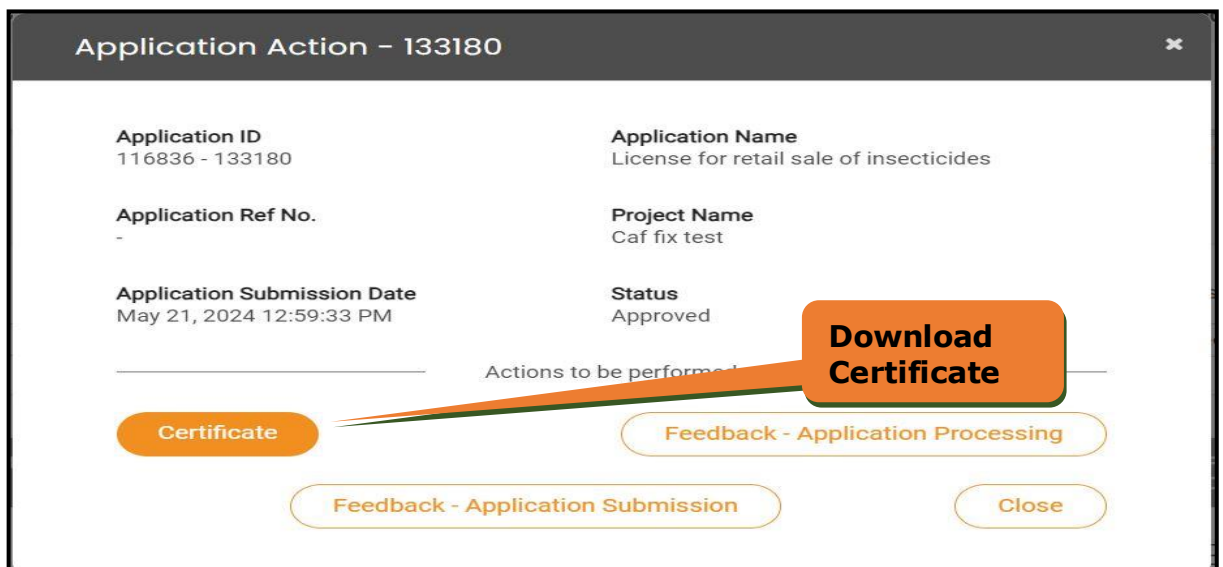 Application Action - 133180
Application ID
116836 - 133180
Application Name
License for retail sale of insecticides
Application Ref No.
-
Project Name
Caf fix test
Application Submission Date
May 21, 2024 12:59:33 PM
Status
Approved
Download
Certificate
Actions to be performed
Certificate
Feedback - Application Processing
Feedback - Application Submission
Close